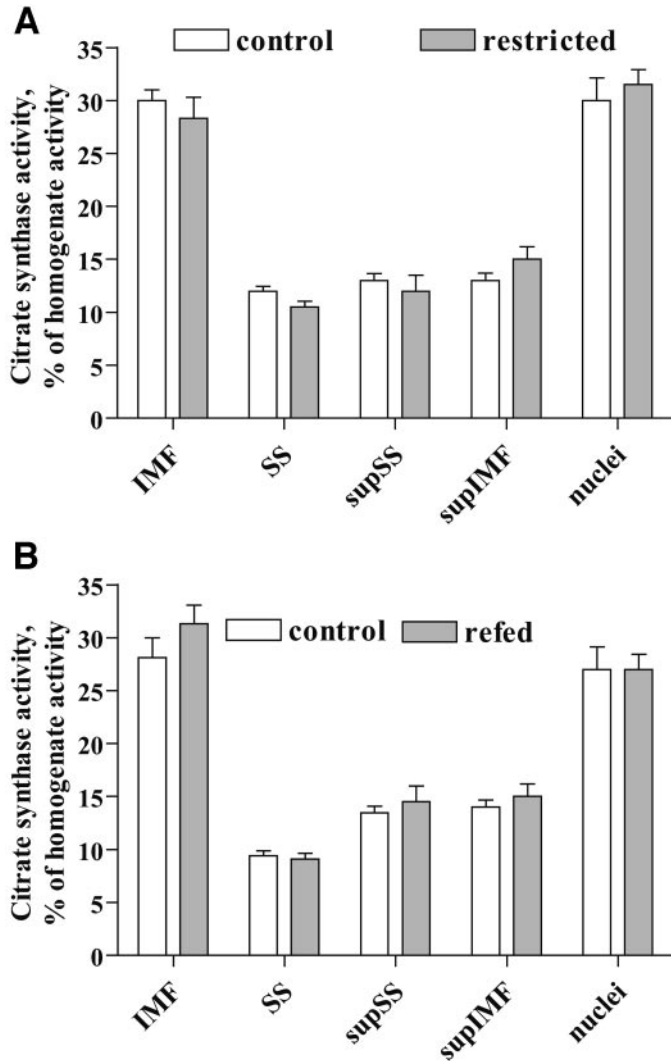 A
control restricted
Citrate synthase activity,
% of homogenate activity
35
30
25
20
15
10
5
0
IMF SS supSS supIMF nuclei
B
control refed
Citrate synthase activity,
% of homogenate activity
35
30
25
20
15
10
5
0
IMF SS supSS supIMF nuclei